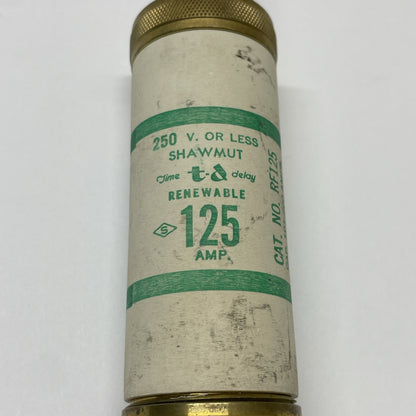 250 V. OR LESS
SHAWMUT
time t-d delay
RENEWABLE
S 125
AMP.
CAT. NO. RF125